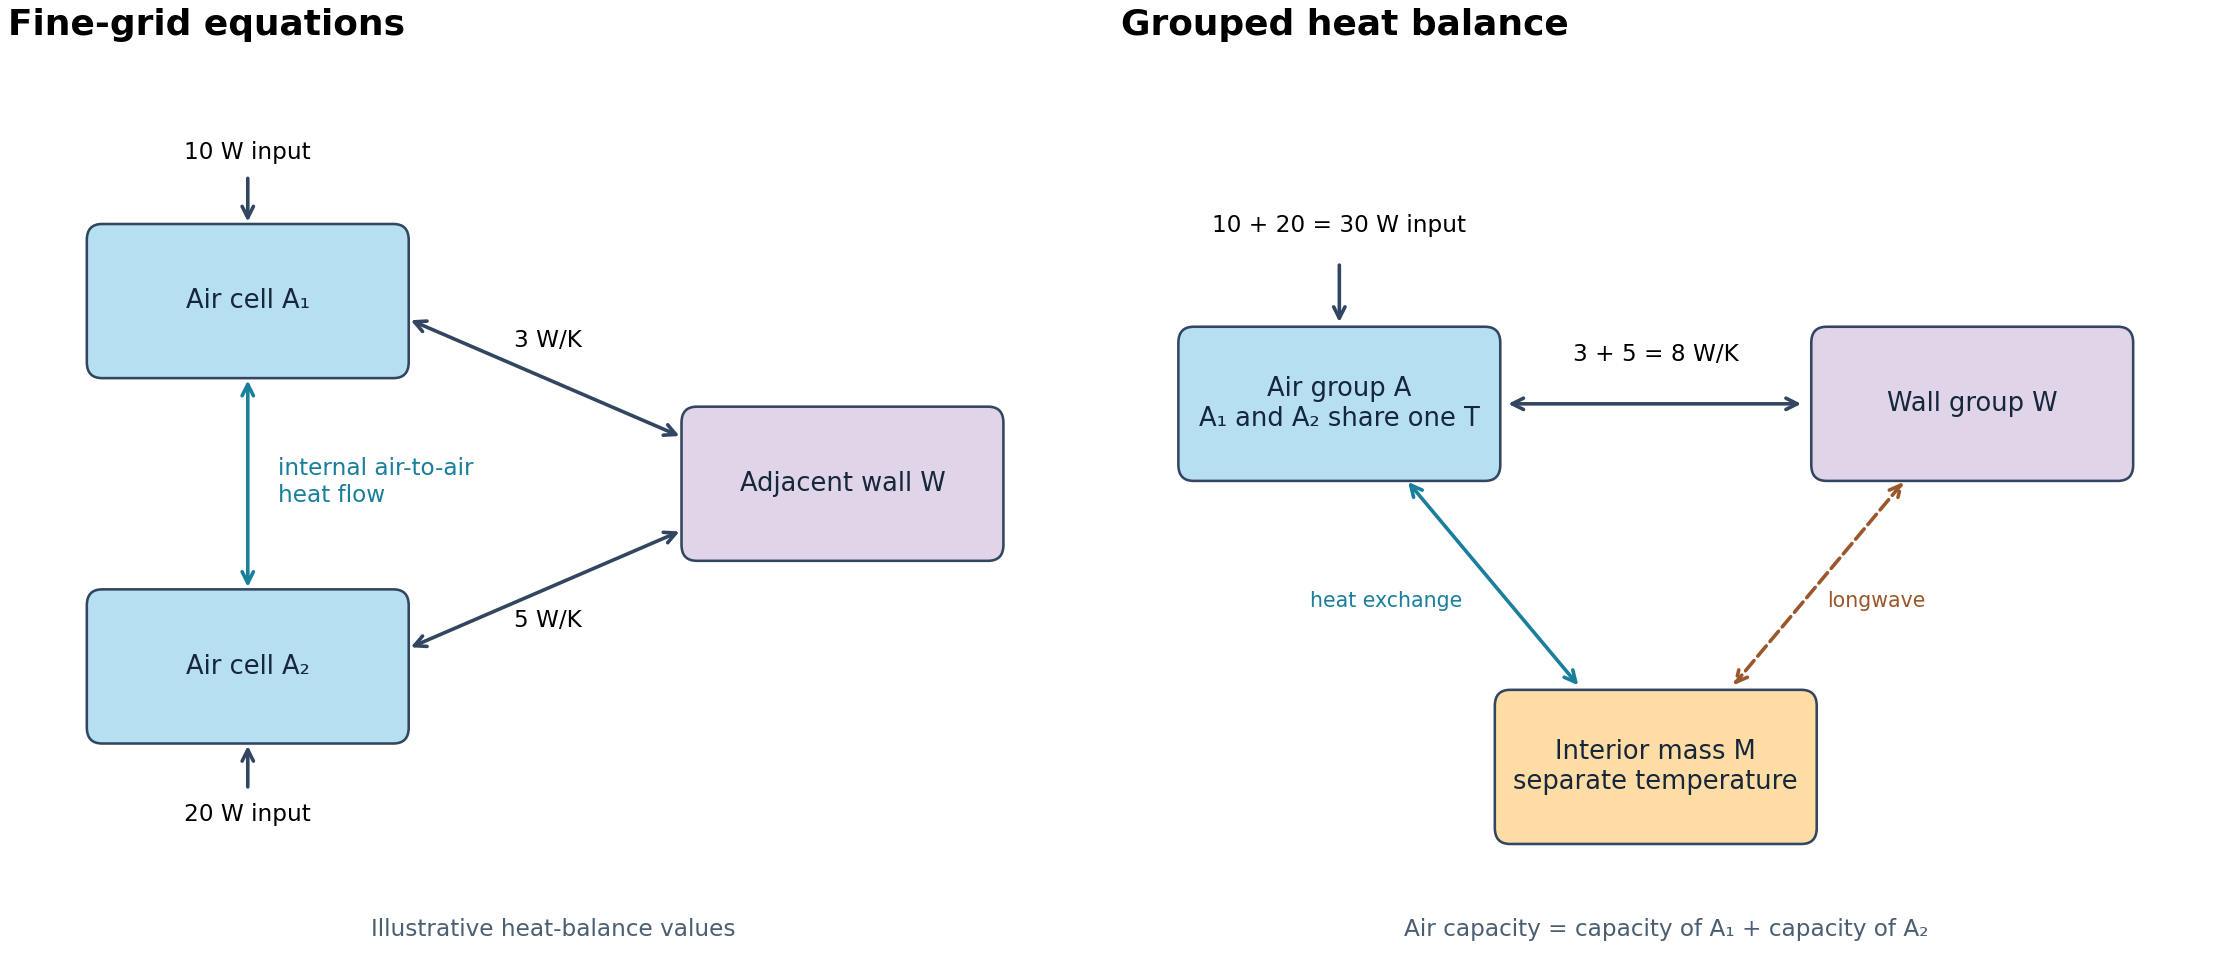 Fine-grid equations
10 W input
Air cell A₁
3 W/K
internal air-to-air
heat flow
Adjacent wall W
5 W/K
Air cell A₂
20 W input
Illustrative heat-balance values
Grouped heat balance
10 + 20 = 30 W input
Air group A
A₁ and A₂ share one T
3 + 5 = 8 W/K
Wall group W
heat exchange
longwave
Interior mass M
separate temperature
Air capacity = capacity of A₁ + capacity of A₂